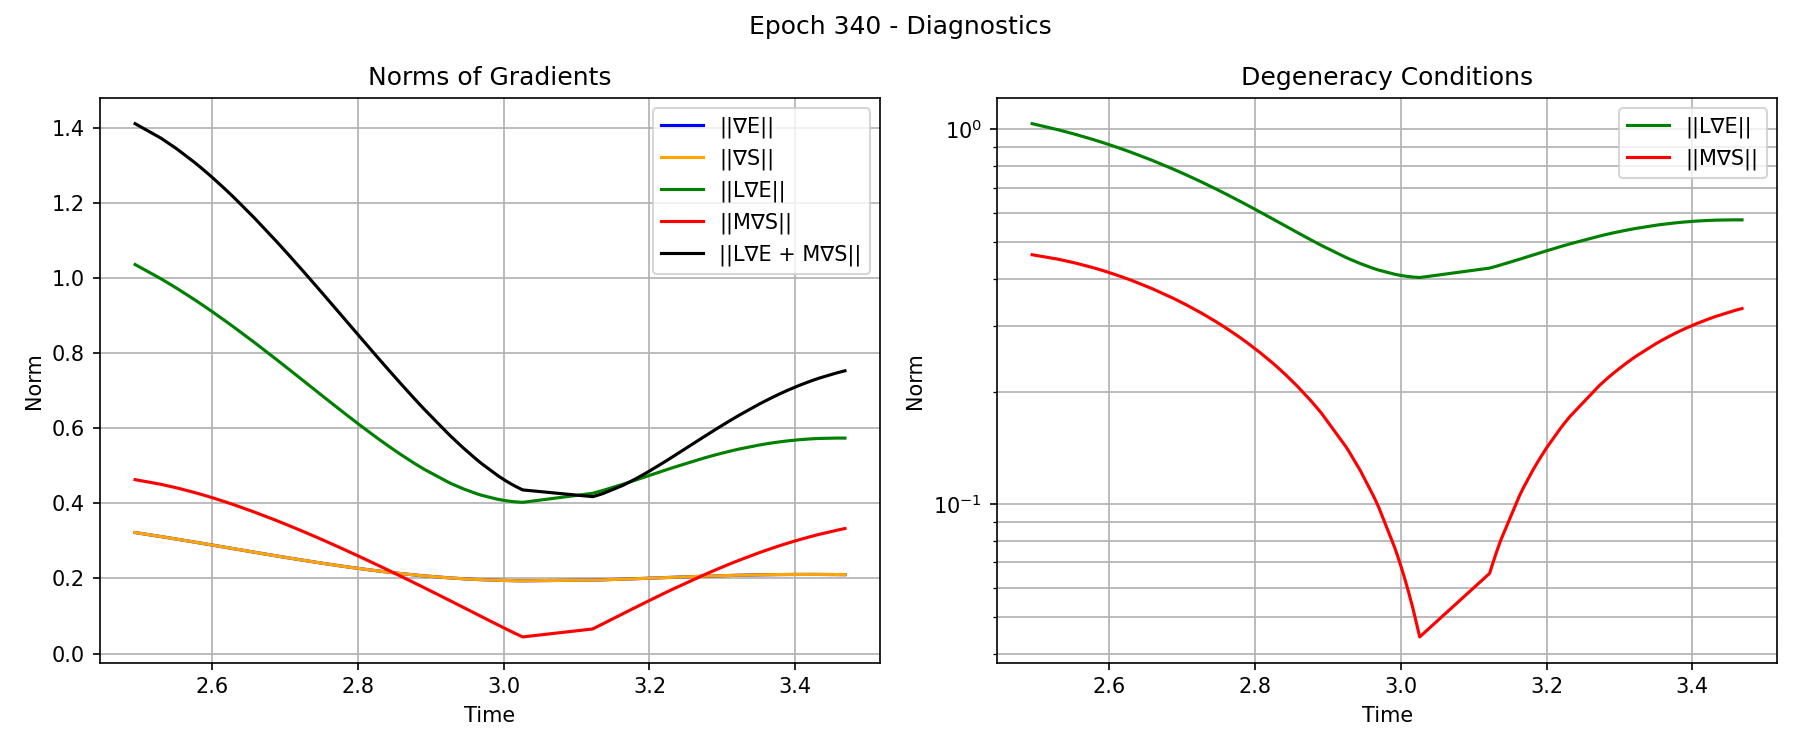 Epoch 340 - Diagnostics
Norms of Gradients
Norm
1.4
1.2
1.0
0.8
0.6
0.4
0.2
0.0
||∇E||
||∇S||
||L∇E||
||M∇S||
||L∇E + M∇S||
2.6 2.8 3.0 3.2 3.4
Time
Degeneracy Conditions
Norm
10⁰
10⁻¹
||L∇E||
||M∇S||
2.6 2.8 3.0 3.2 3.4
Time